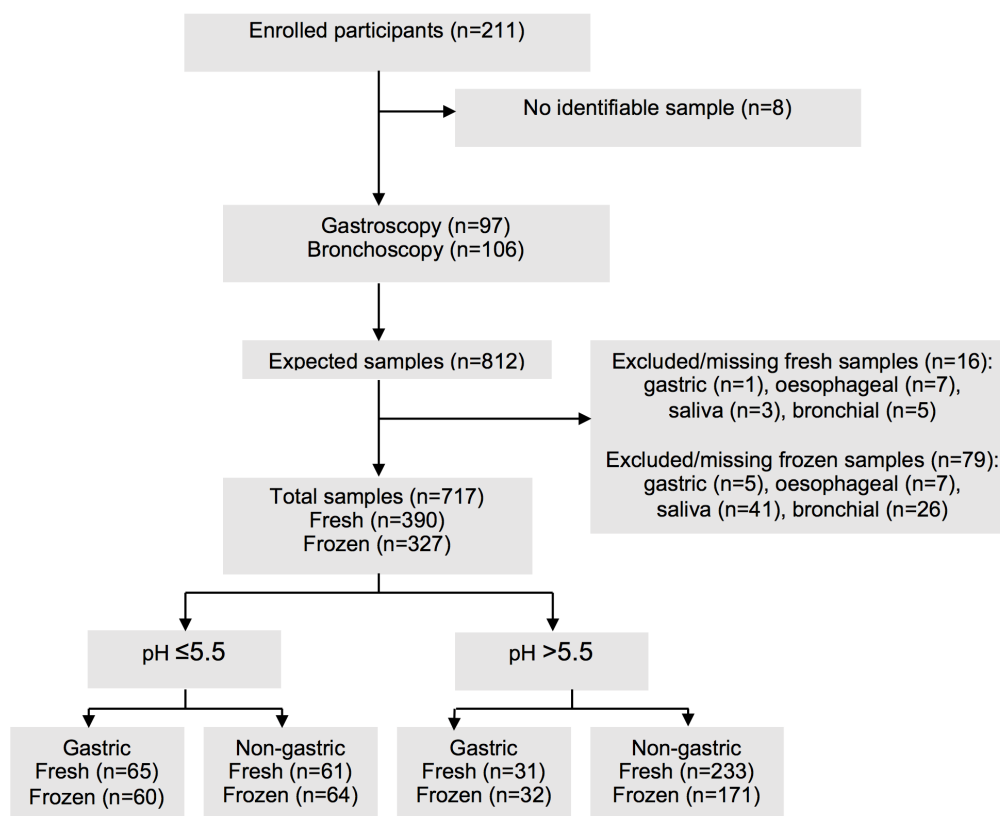 Enrolled participants (n=211)
No identifiable sample (n=8)
Gastroscopy (n=97)
Bronchoscopy (n=106)
Expected samples (n=812)
Excluded/missing fresh samples (n=16):
gastric (n=1), oesophageal (n=7),
saliva (n=3), bronchial (n=5)
Excluded/missing frozen samples (n=79):
gastric (n=5), oesophageal (n=7),
saliva (n=41), bronchial (n=26)
Total samples (n=717)
Fresh (n=390)
Frozen (n=327)
pH ≤5.5
pH >5.5
Gastric
Fresh (n=65)
Frozen (n=60)
Non-gastric
Fresh (n=61)
Frozen (n=64)
Gastric
Fresh (n=31)
Frozen (n=32)
Non-gastric
Fresh (n=233)
Frozen (n=171)